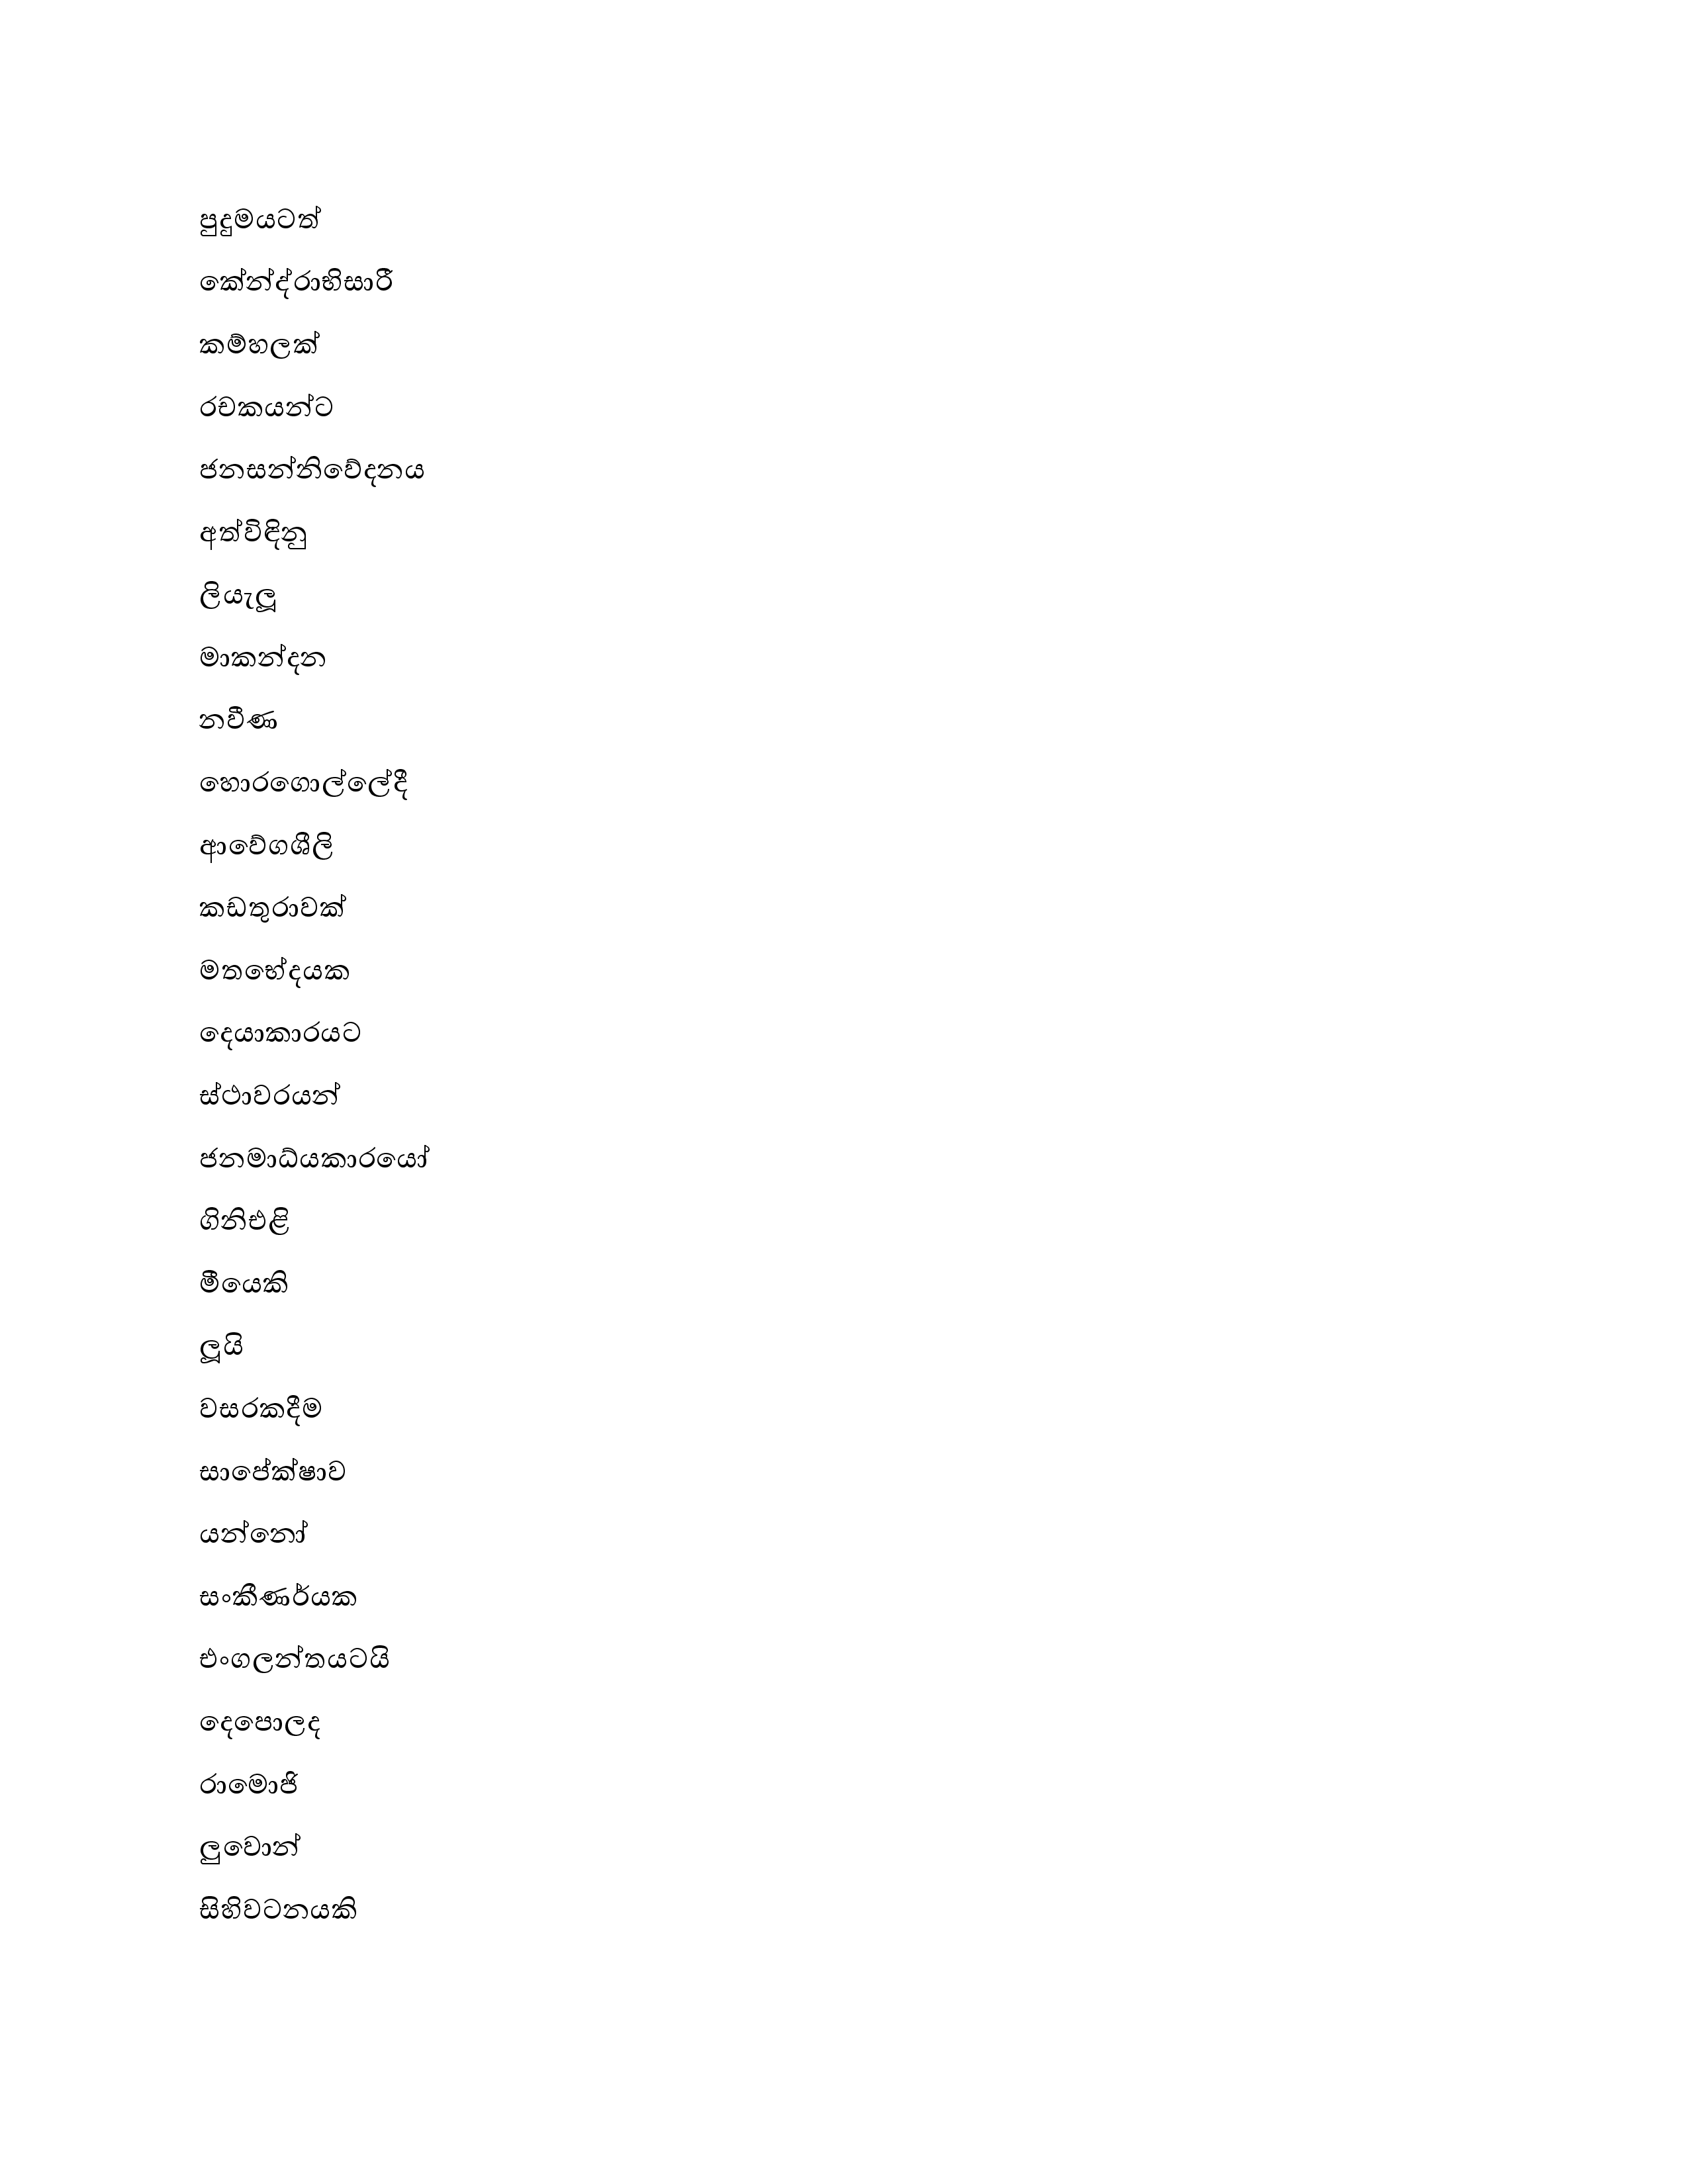 පුදුමයටත්
කේන්ද්රාභිසාරී
කම්හලක්
රචකයන්ට
ජනසන්නිවේදනය
අත්විඳිනු
ලියැලූ
මාකන්දන
නවීණ
හොරගොල්ලේදී
ආවේගශීලි
කඩතුරාවක්
මතභේදයක
දෙයාකාරයට
ස්ථාවරයන්
ජනමාධ්යකාරයෝ
ගිනිඑළි
මීයෙකි
ලූයි
වසරකදීම
සාපේක්ෂාව
යන්නෝ
සංකීණර්යක
එංගලන්තයටයි
දෙපොලද
රාමොජි
ලුවොන්
සිහිවටනයකි